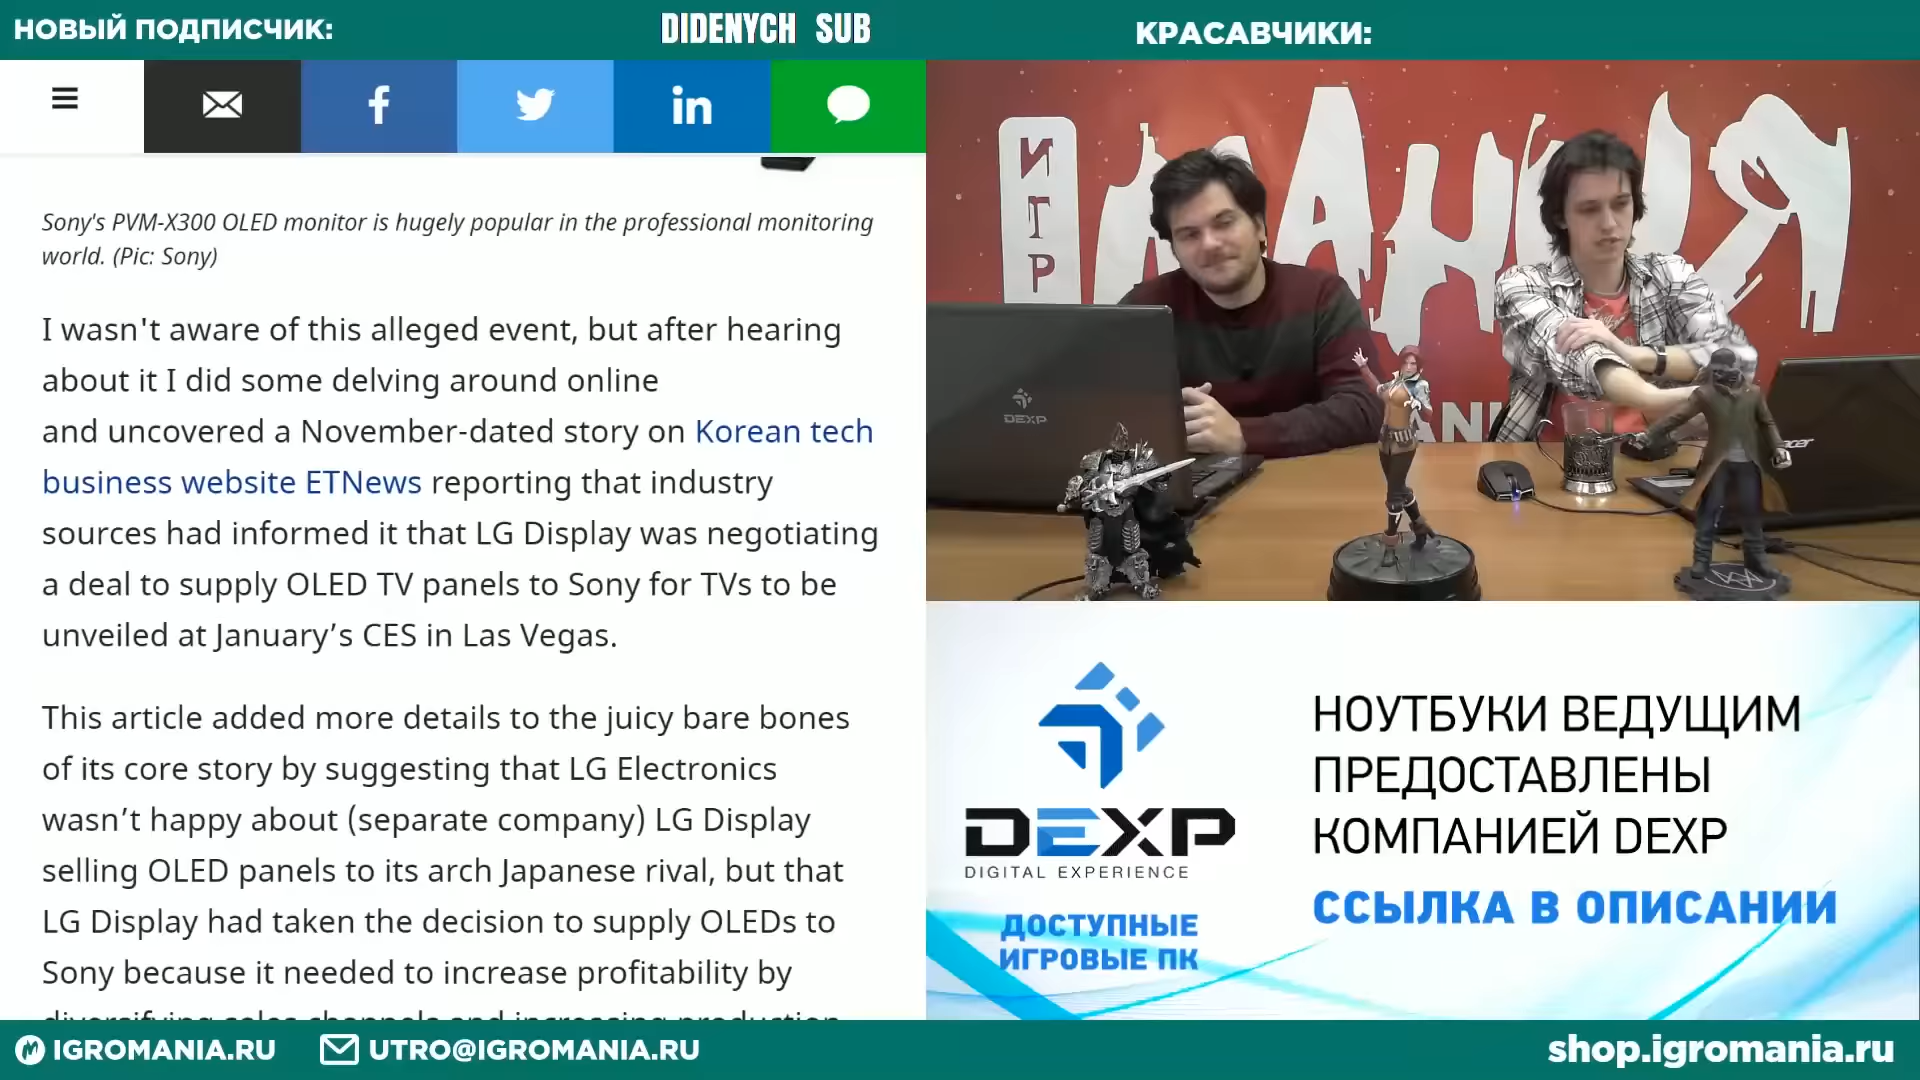 НОВЫЙ ПОДПИСЧИК:
DIDENYCH SUB
КРАСАВЧИКИ:
Sony's PVM-X300 OLED monitor is hugely popular in the professional monitoring
world. (Pic: Sony)
I wasn't aware of this alleged event, but after hearing
about it I did some delving around online
and uncovered a November-dated story on Korean tech
business website ETNews reporting that industry
sources had informed it that LG Display was negotiating
a deal to supply OLED TV panels to Sony for TVs to be
unveiled at January’s CES in Las Vegas.
This article added more details to the juicy bare bones
of its core story by suggesting that LG Electronics
wasn’t happy about (separate company) LG Display
selling OLED panels to its arch Japanese rival, but that
LG Display had taken the decision to supply OLEDs to
Sony because it needed to increase profitability by
diversifying sales channels and increasing production
ИГР
МАНИЯ
DEXP
acer
DEXP
DIGITAL EXPERIENCE
ДОСТУПНЫЕ
ИГРОВЫЕ ПК
НОУТБУКИ ВЕДУЩИМ
ПРЕДОСТАВЛЕНЫ
КОМПАНИЕЙ DEXP
ССЫЛКА В ОПИСАНИИ
IGROMANIA.RU
UTRO@IGROMANIA.RU
shop.igromania.ru